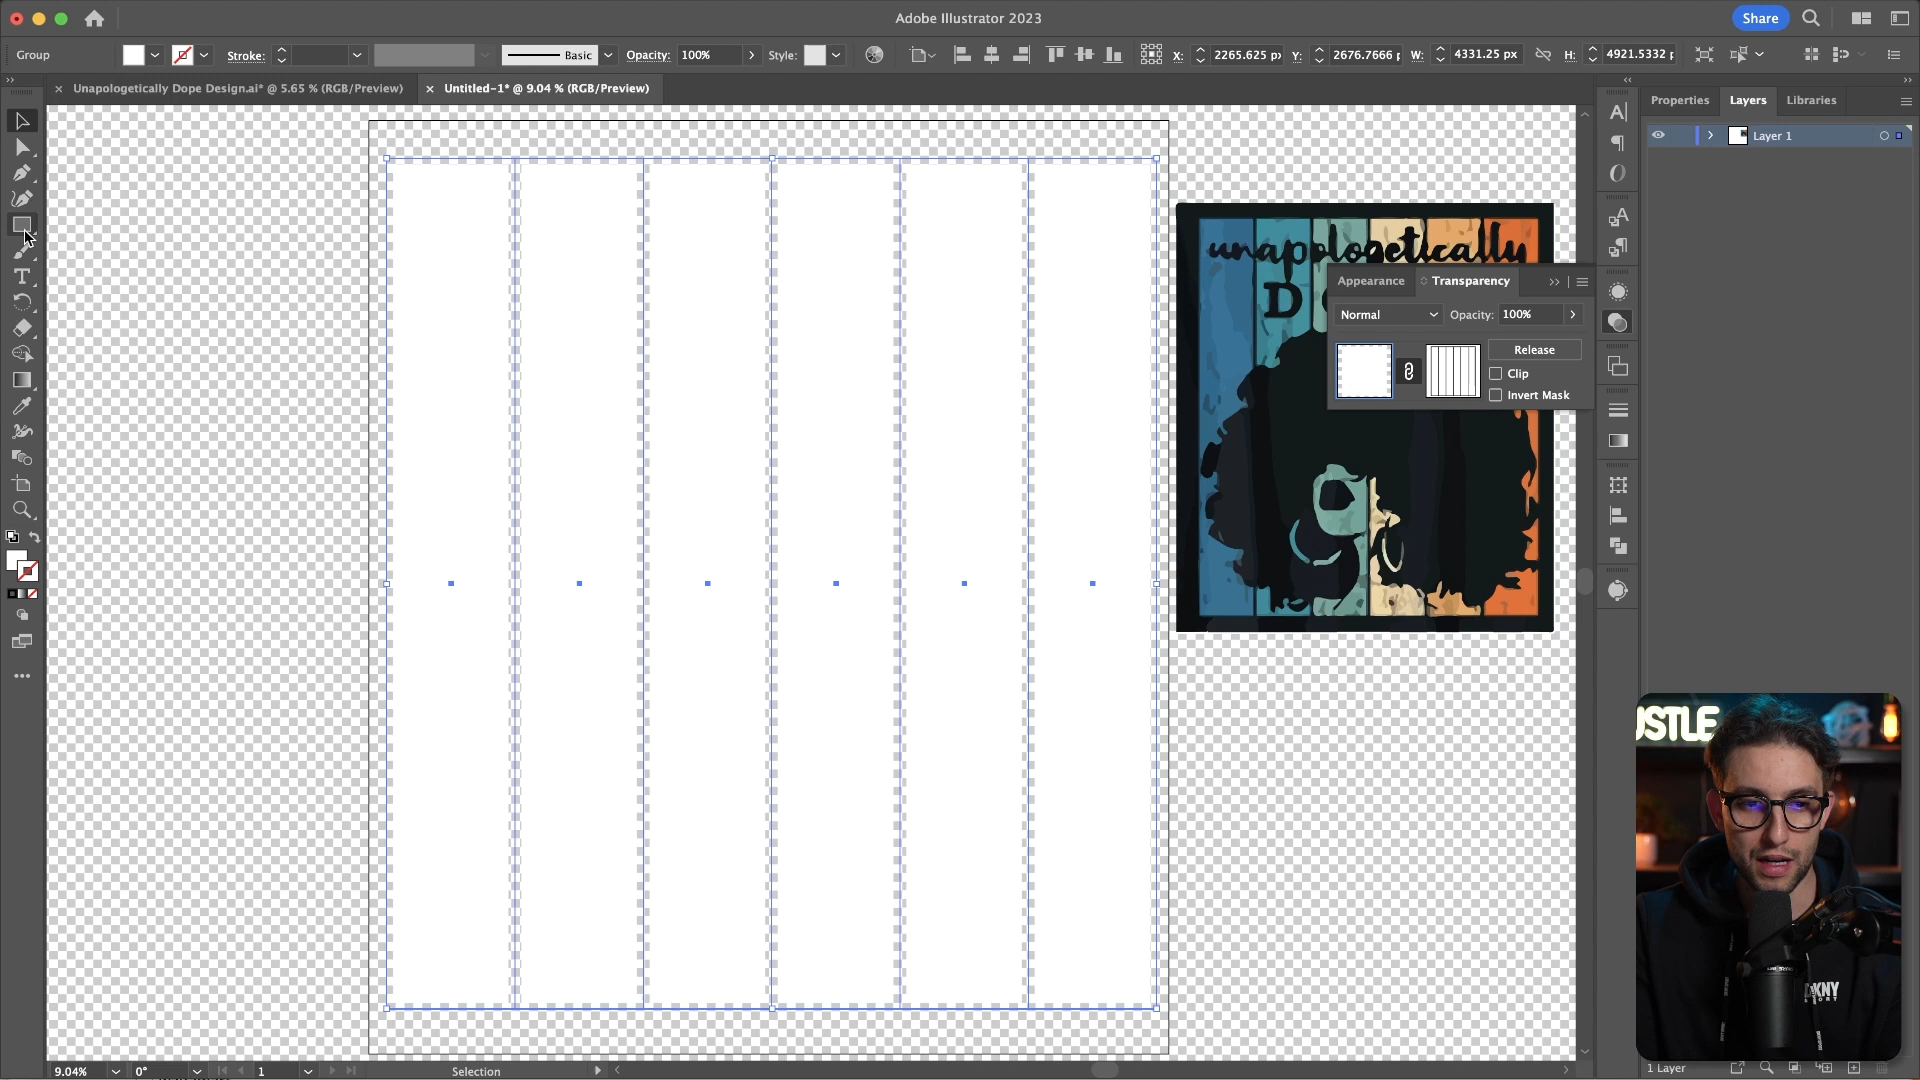 Adobe Illustrator 2023
Share
Group
Stroke:
Basic
Opacity: 100%
Style:
X: 2265.625 px
Y: 2676.7666 p
W: 4331.25 px
H: 4921.5332 p
Unapologetically Dope Design.ai* @ 5.65 % (RGB/Preview)
Untitled-1* @ 9.04 % (RGB/Preview)
Properties
Layers
Libraries
Layer 1
unapologetically
D
Appearance
Transparency
Normal
Opacity: 100%
Release
Clip
Invert Mask
USTLE
DKNY
9.04%
0°
1
Selection
1 Layer